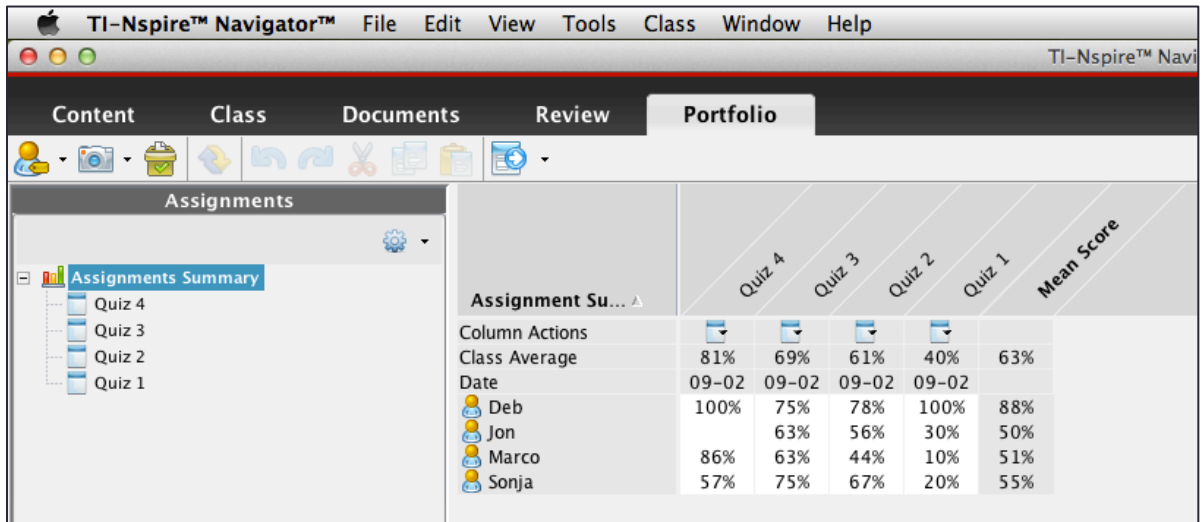 TI-Nspire™ Navigator™ File Edit View Tools Class Window Help
TI-Nspire™ Navi
Content Class Documents Review Portfolio
Assignments
Assignments Summary
Quiz 4
Quiz 3
Quiz 2
Quiz 1
Assignment Su... Quiz 4 Quiz 3 Quiz 2 Quiz 1 Mean Score
Column Actions
Class Average 81% 69% 61% 40% 63%
Date 09-02 09-02 09-02 09-02
Deb 100% 75% 78% 100% 88%
Jon 63% 56% 30% 50%
Marco 86% 63% 44% 10% 51%
Sonja 57% 75% 67% 20% 55%